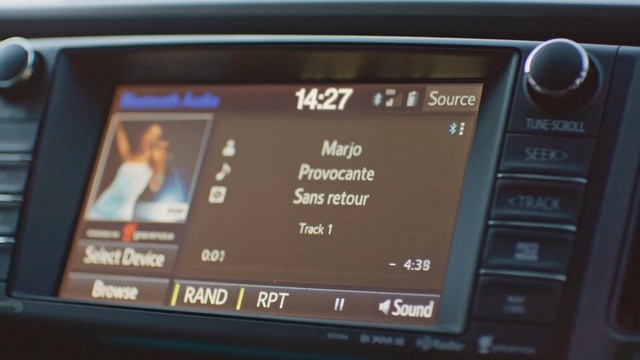 Bluetooth Audio
14:27
Source
Marjo
Provocante
Sans retour
Track 1
0:01
- 4:38
Select Device
Browse
RAND
RPT
Sound
TUNE•SCROLL
SEEK>
<TRACK